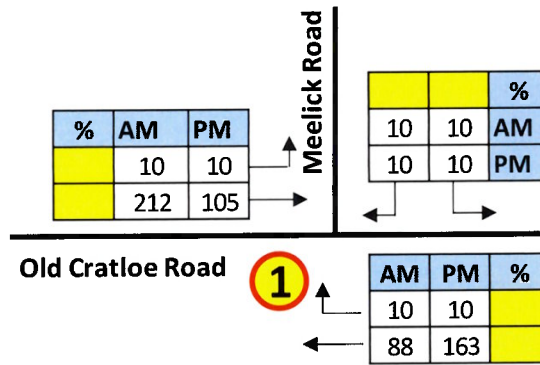 Meelick Road
%
10 10 AM
10 10 PM
% AM PM
10 10
212 105
Old Cratloe Road
1
AM PM %
10 10
88 163